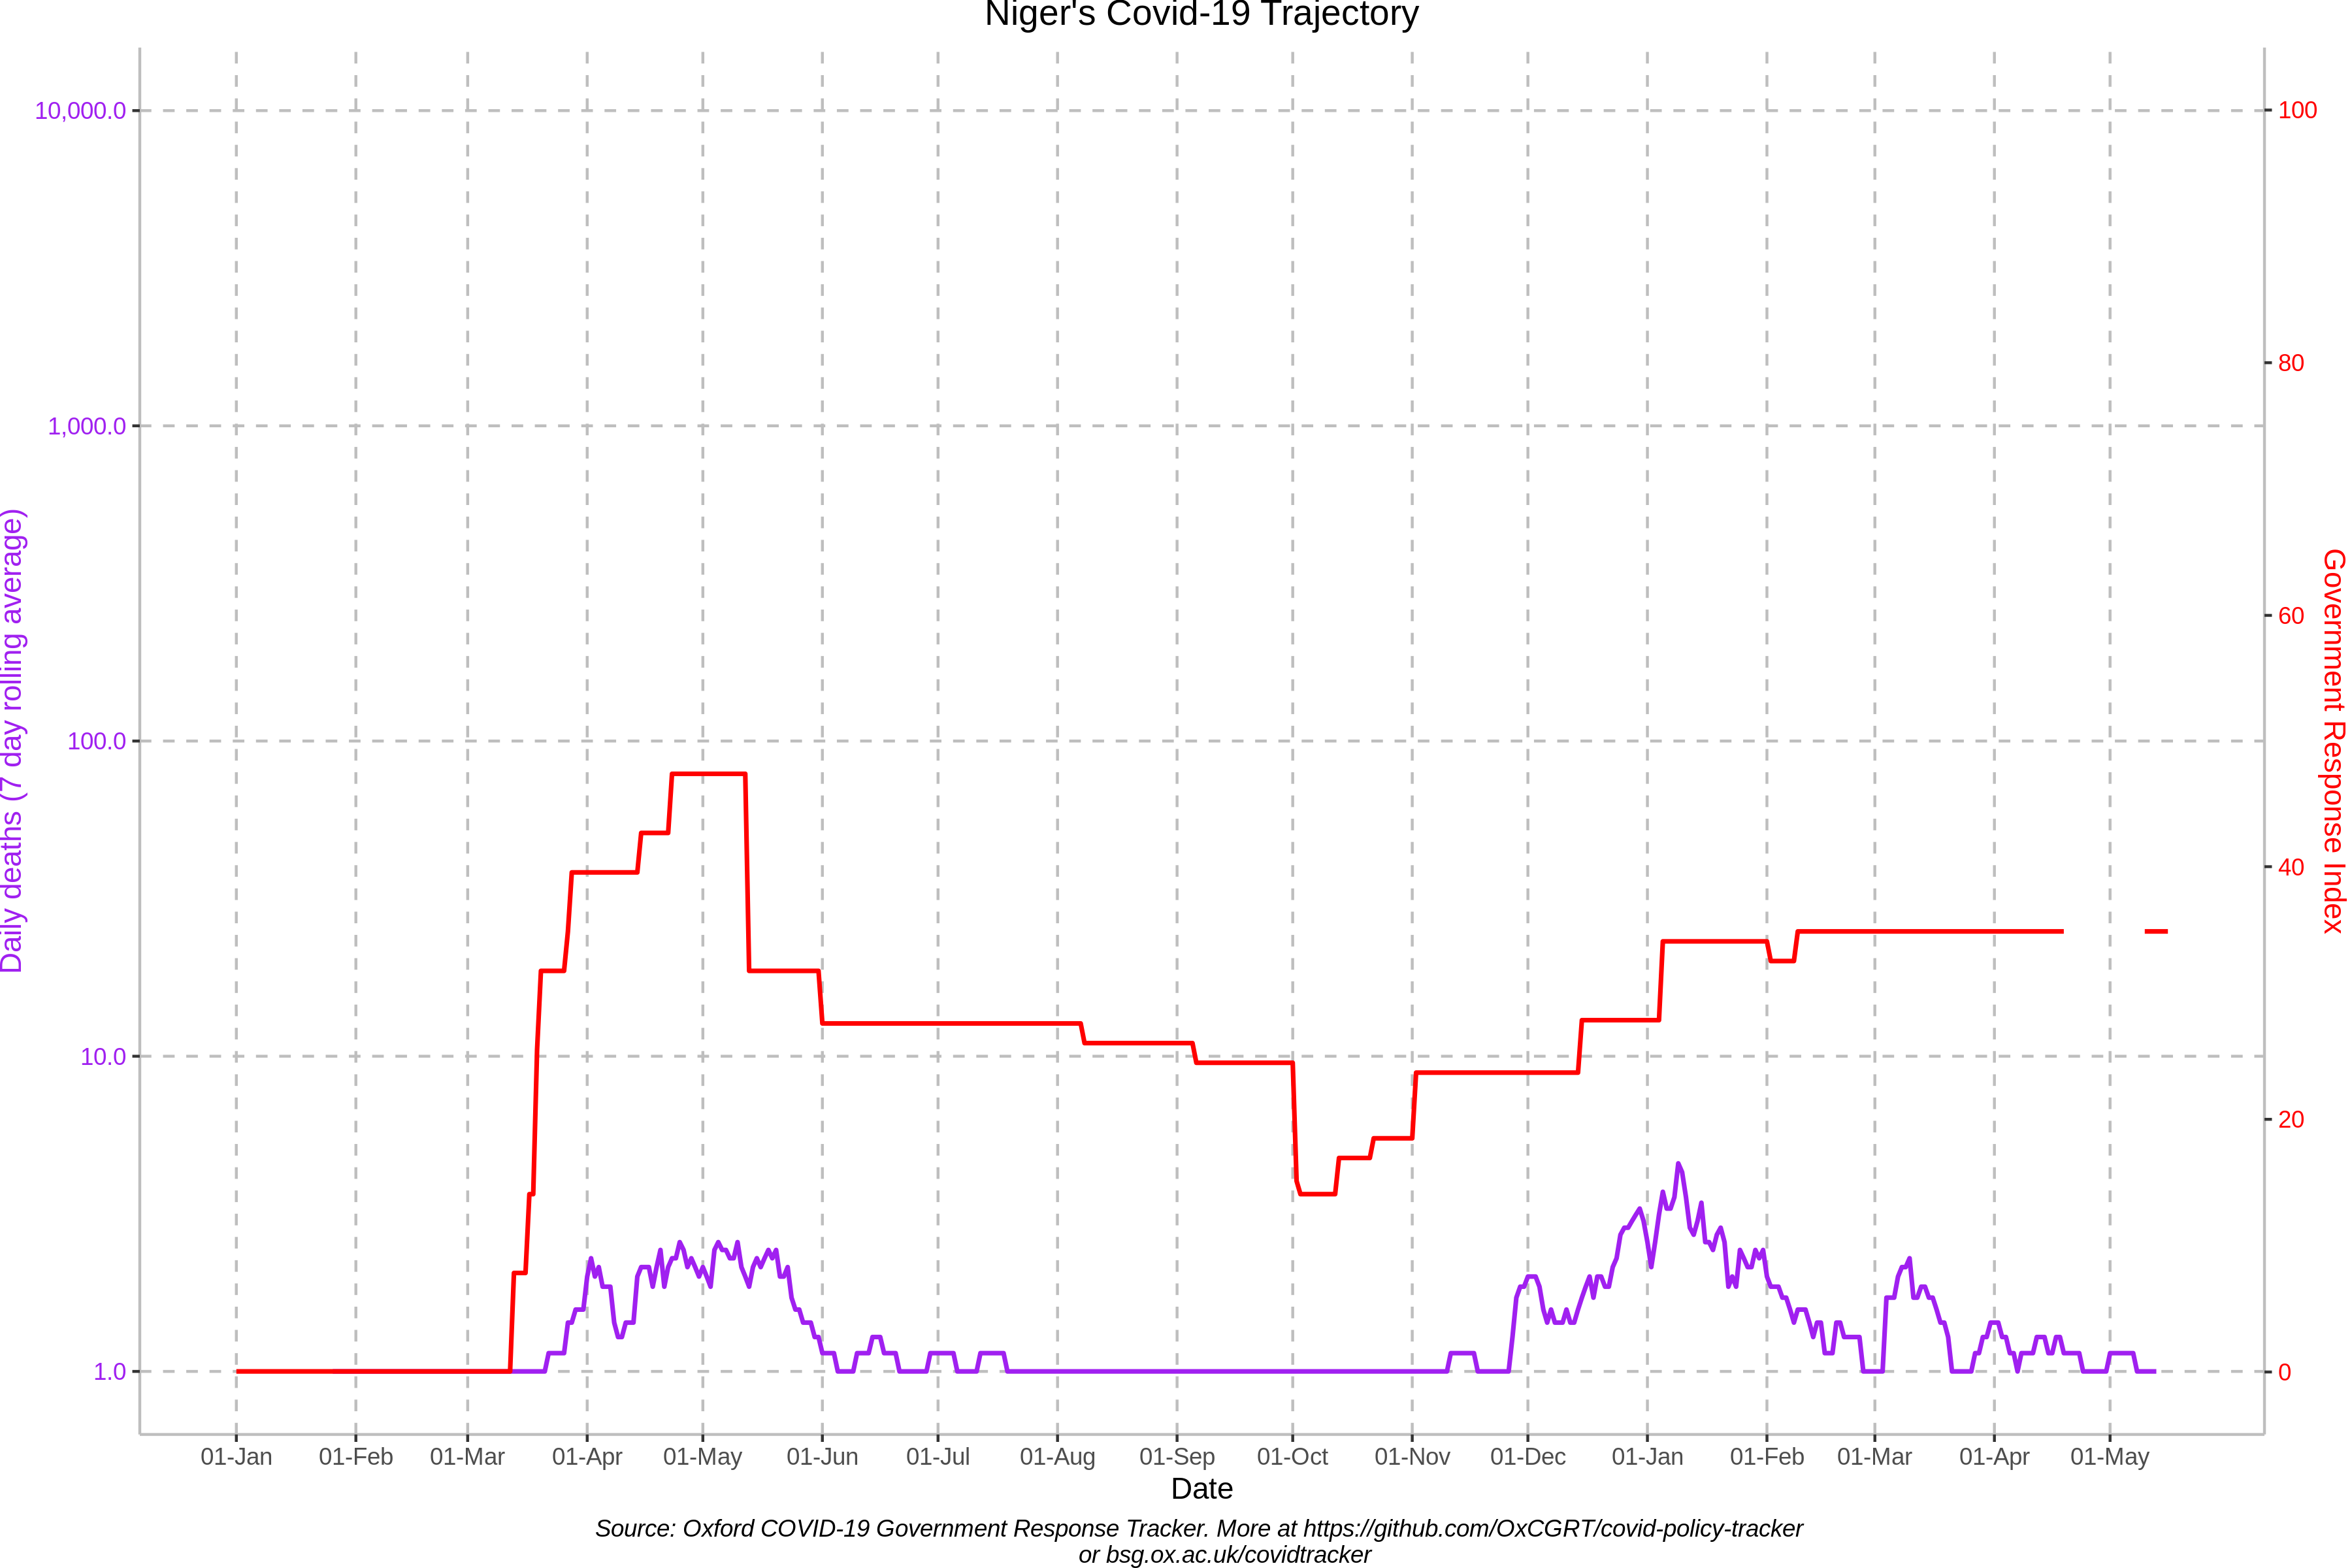 Niger's Covid-19 Trajectory
10,000.0
1,000.0
100.0
10.0
1.0
Daily deaths (7 day rolling average)
100
80
60
40
20
0
Government Response Index
01-Jan 01-Feb 01-Mar 01-Apr 01-May 01-Jun 01-Jul 01-Aug 01-Sep 01-Oct 01-Nov 01-Dec 01-Jan 01-Feb 01-Mar 01-Apr 01-May
Date
Source: Oxford COVID-19 Government Response Tracker. More at https://github.com/OxCGRT/covid-policy-tracker
or bsg.ox.ac.uk/covidtracker